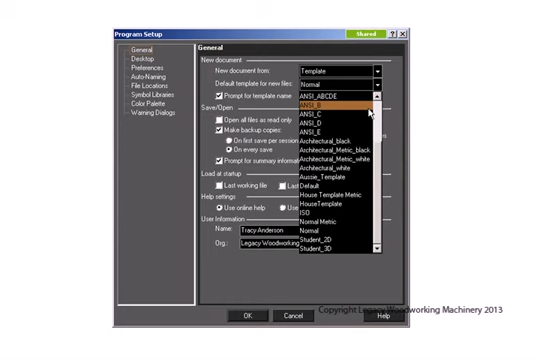 Program Setup
Shared
General
Desktop
Preferences
Auto-Naming
File Locations
Symbol Libraries
Color Palette
Warning Dialogs
General
New document
New document from: Template
Default template for new files: Normal
Prompt for template name
ANSI_ABCDE
ANSI_B
ANSI_C
ANSI_D
ANSI_E
Architectural_black
Architectural_Metric_black
Architectural_Metric_white
Architectural_white
Aussie_Template
Default
House Template Metric
HouseTemplate
ISO
Normal Metric
Normal
Student_2D
Student_3D
Save/Open
Open all files as read only
Make backup copies:
On first save per session
On every save
Prompt for summary informa
Load at startup
Last working file
Last
Help settings
Use online help
Use
User Information
Name: Tracy Anderson
Org.: Legacy Woodworking
OK
Cancel
Help
Copyright Legacy Woodworking Machinery 2013